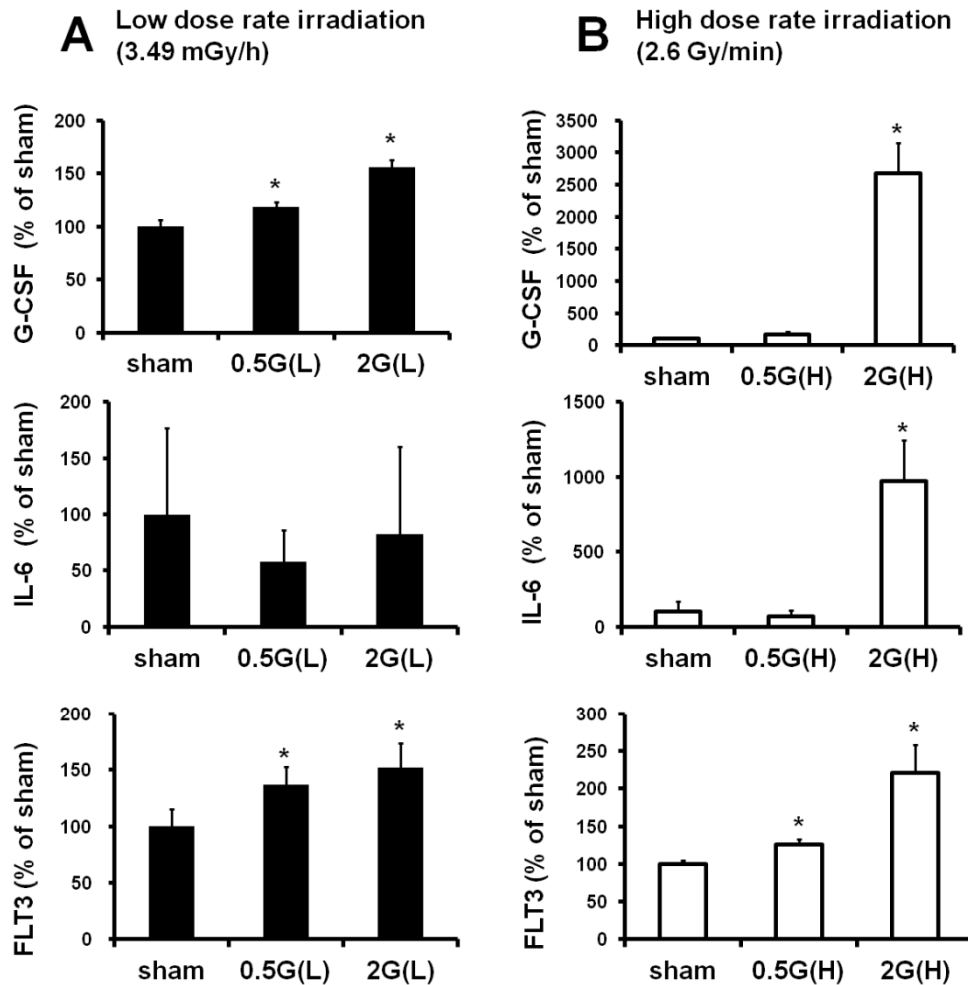 A Low dose rate irradiation
(3.49 mGy/h)
G-CSF (% of sham)
200
150
100
50
0
*
*
sham 0.5G(L) 2G(L)
IL-6 (% of sham)
200
150
100
50
0
sham 0.5G(L) 2G(L)
FLT3 (% of sham)
200
150
100
50
0
*
*
sham 0.5G(L) 2G(L)
B High dose rate irradiation
(2.6 Gy/min)
G-CSF (% of sham)
3500
3000
2500
2000
1500
1000
500
0
*
sham 0.5G(H) 2G(H)
IL-6 (% of sham)
1500
1000
500
0
*
sham 0.5G(H) 2G(H)
FLT3 (% of sham)
300
250
200
150
100
50
0
*
*
sham 0.5G(H) 2G(H)